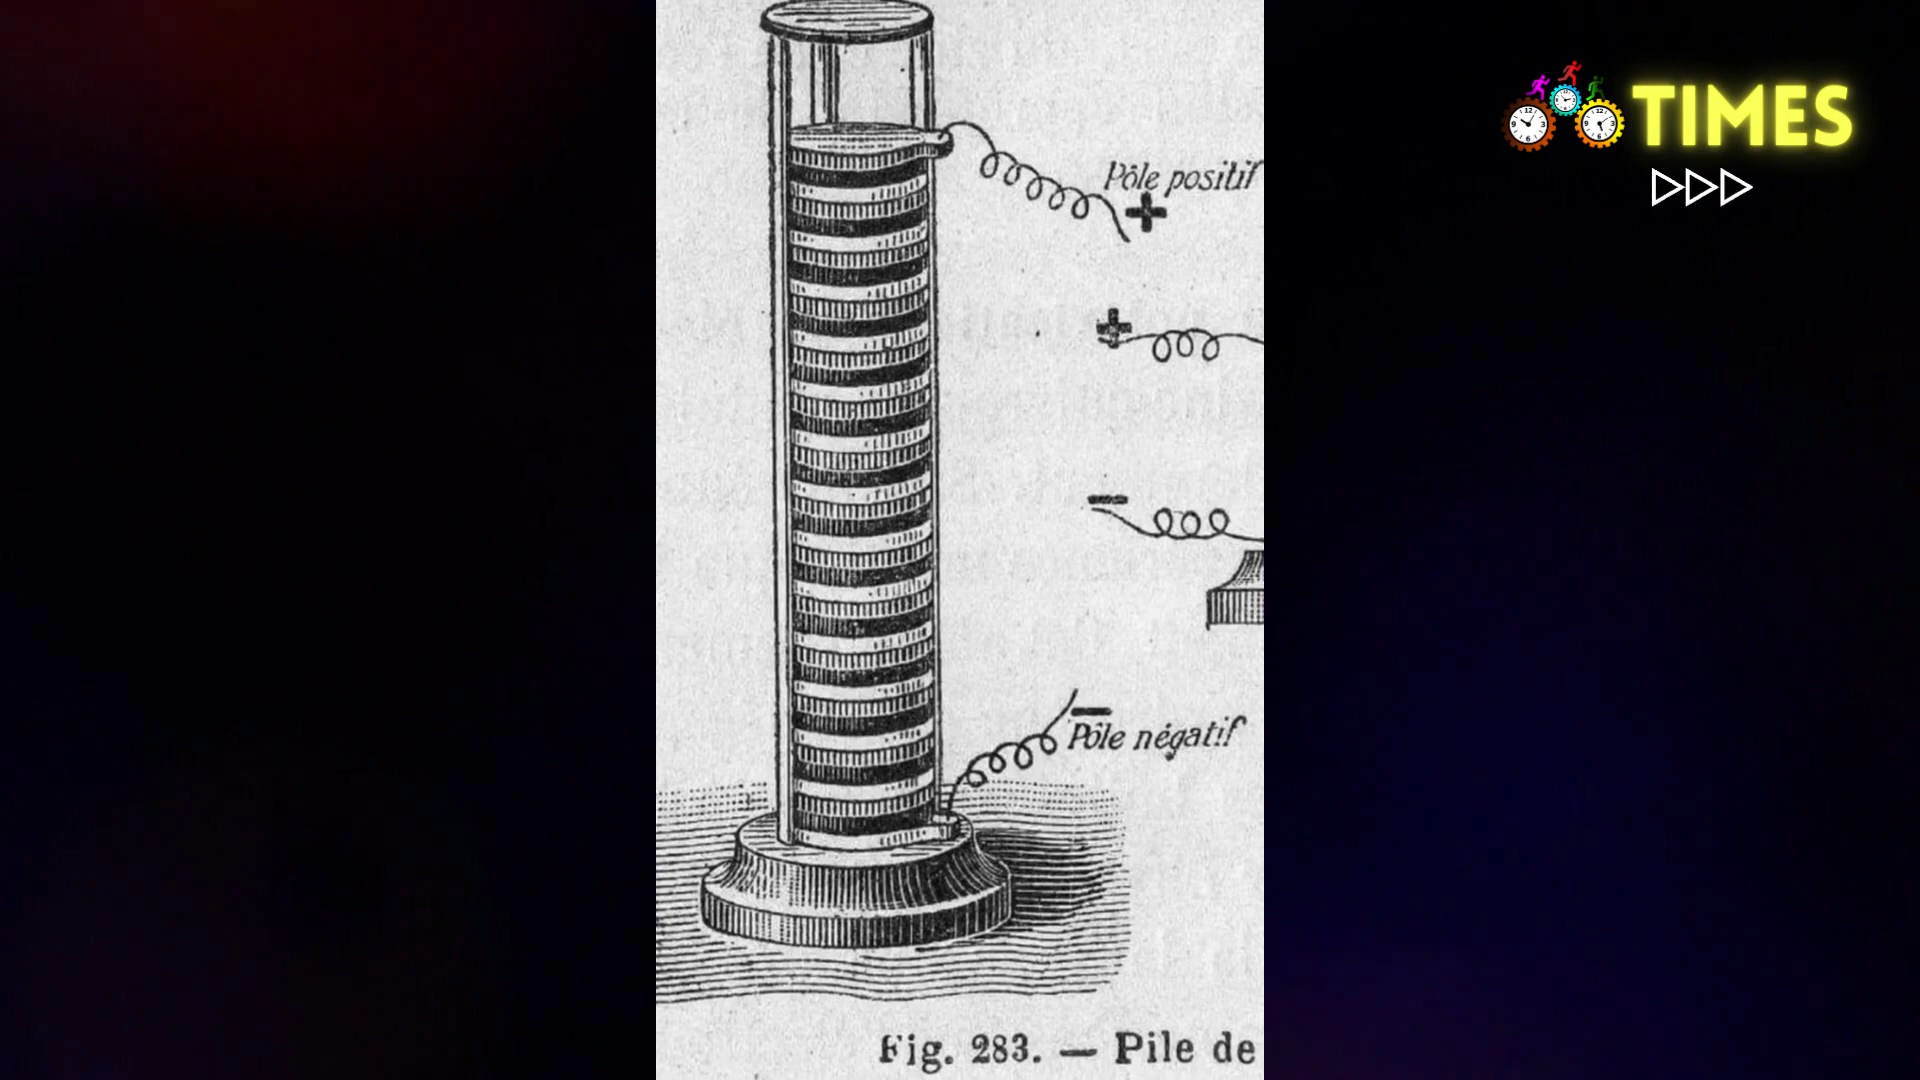 TIMES
Pôle positif
+
+
−
−
Pôle négatif
Fig. 283. — Pile de